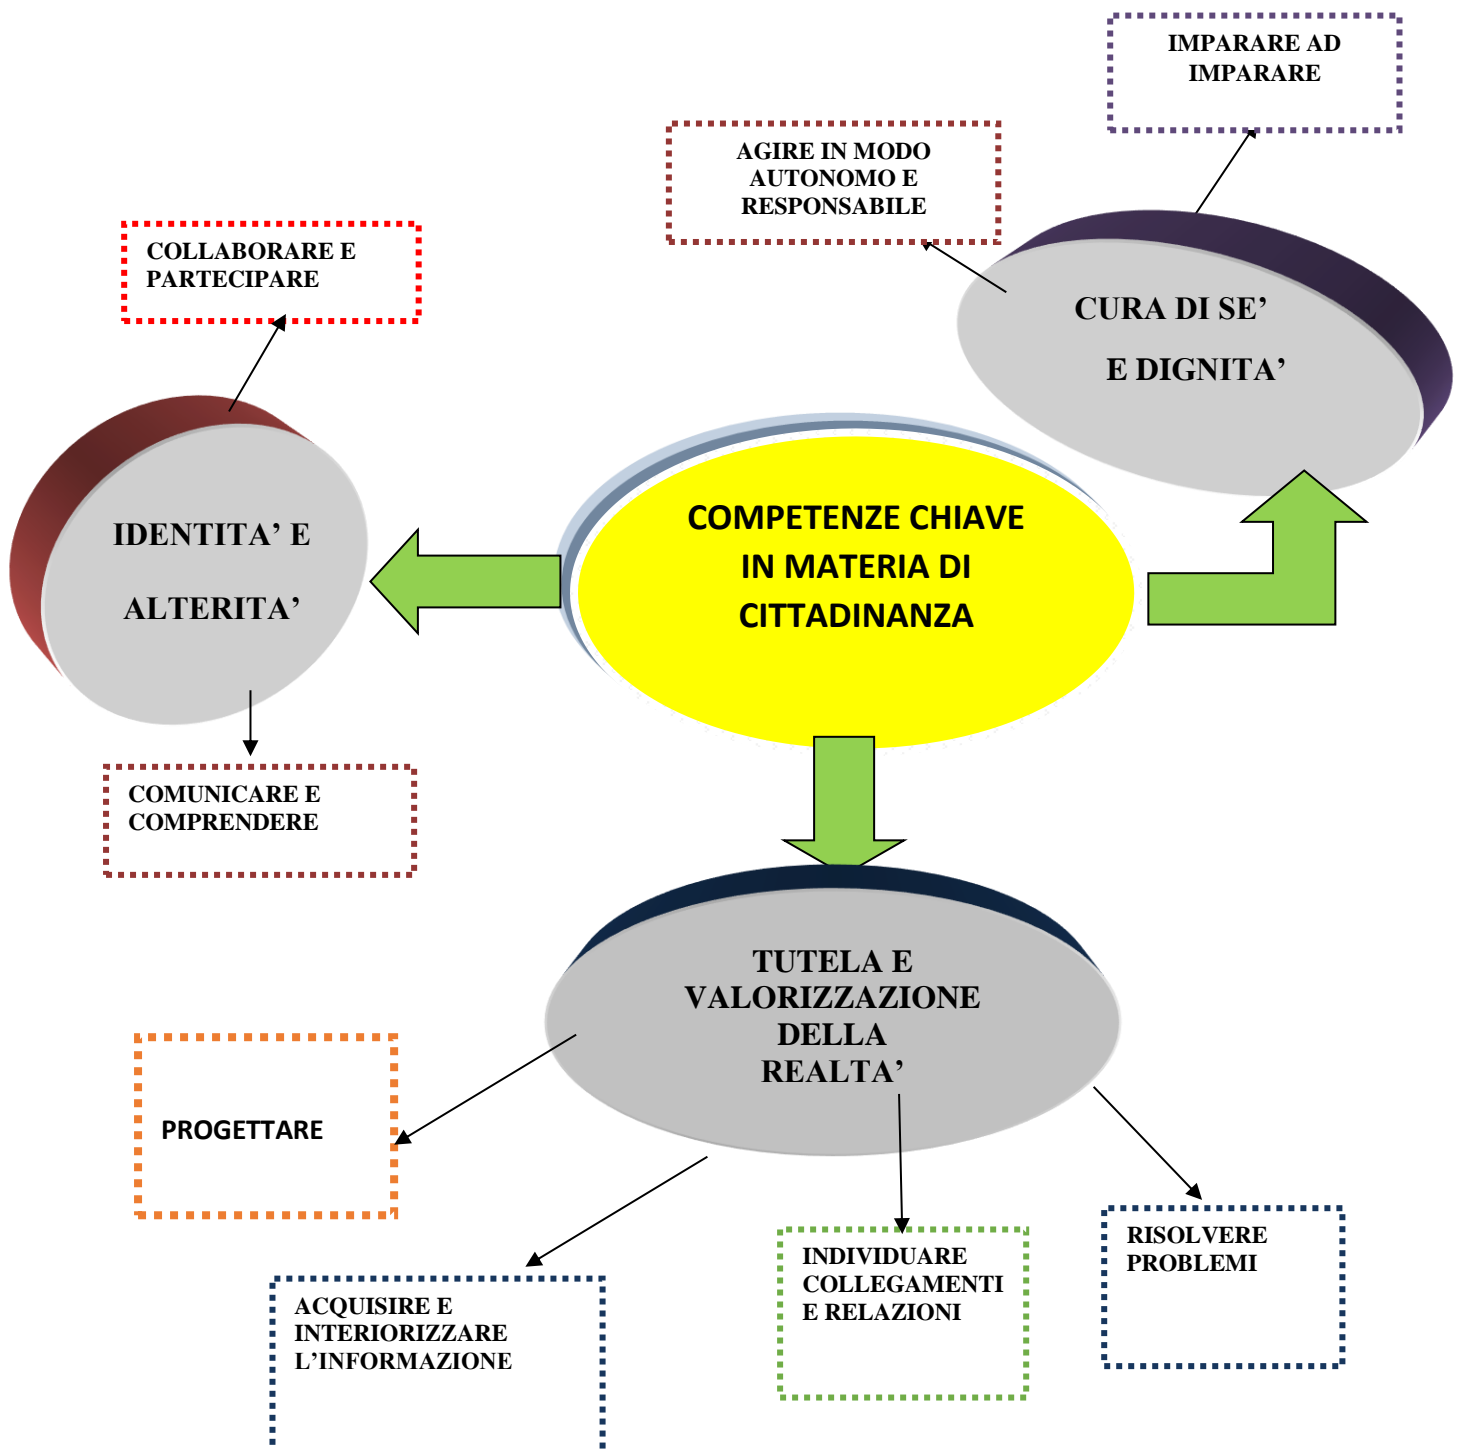 IMPARARE AD
IMPARARE
AGIRE IN MODO
AUTONOMO E
RESPONSABILE
COLLABORARE E
PARTECIPARE
CURA DI SE’
E DIGNITA’
COMPETENZE CHIAVE
IN MATERIA DI
CITTADINANZA
IDENTITA’ E
ALTERITA’
COMUNICARE E
COMPRENDERE
TUTELA E
VALORIZZAZIONE
DELLA
REALTA’
PROGETTARE
ACQUISIRE E
INTERIORIZZARE
L’INFORMAZIONE
INDIVIDUARE
COLLEGAMENTI
E RELAZIONI
RISOLVERE
PROBLEMI